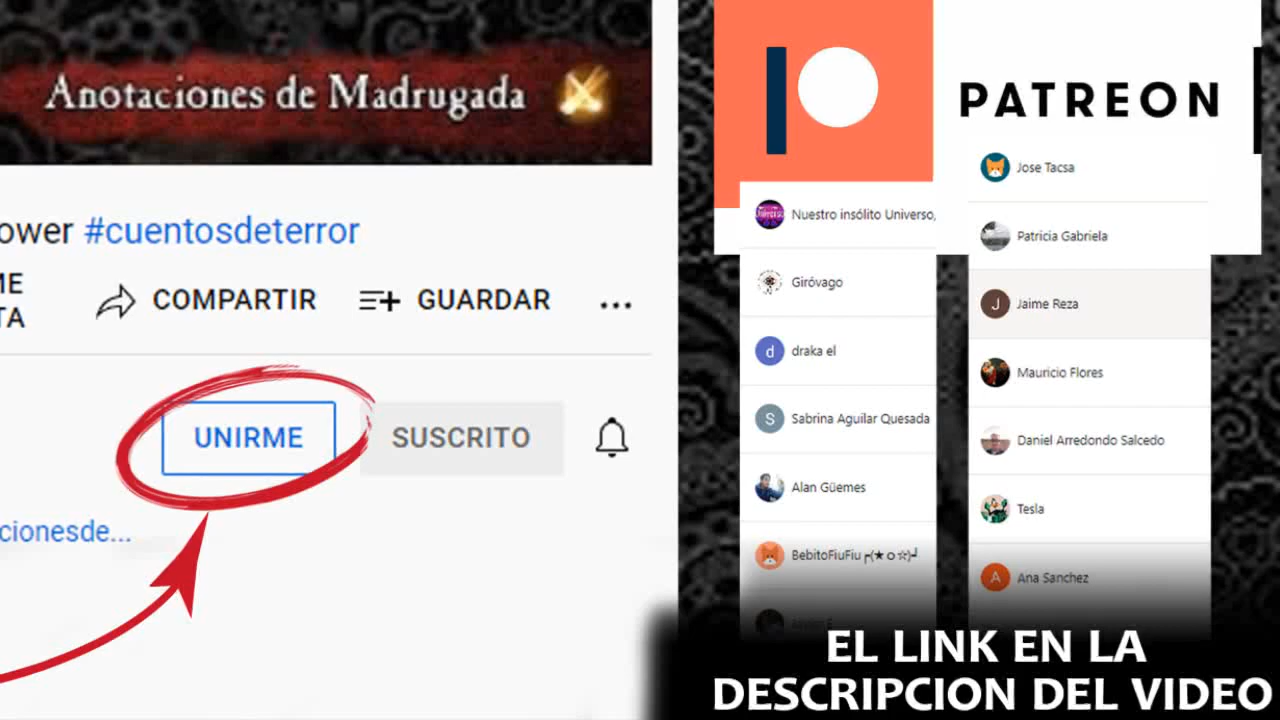 Anotaciones de Madrugada
ower #cuentosdeterror
ME
TA
COMPARTIR
GUARDAR
...
UNIRME
SUSCRITO
cionesde...
PATREON
Nuestro insólito Universo,
Giróvago
d
draka el
S
Sabrina Aguilar Quesada
Alan Güemes
BebitoFiuFiu ┍(★ o ☆)┙
Jose Tacsa
Patricia Gabriela
J
Jaime Reza
Mauricio Flores
Daniel Arredondo Salcedo
Tesla
A
Ana Sanchez
EL LINK EN LA
DESCRIPCION DEL VIDEO